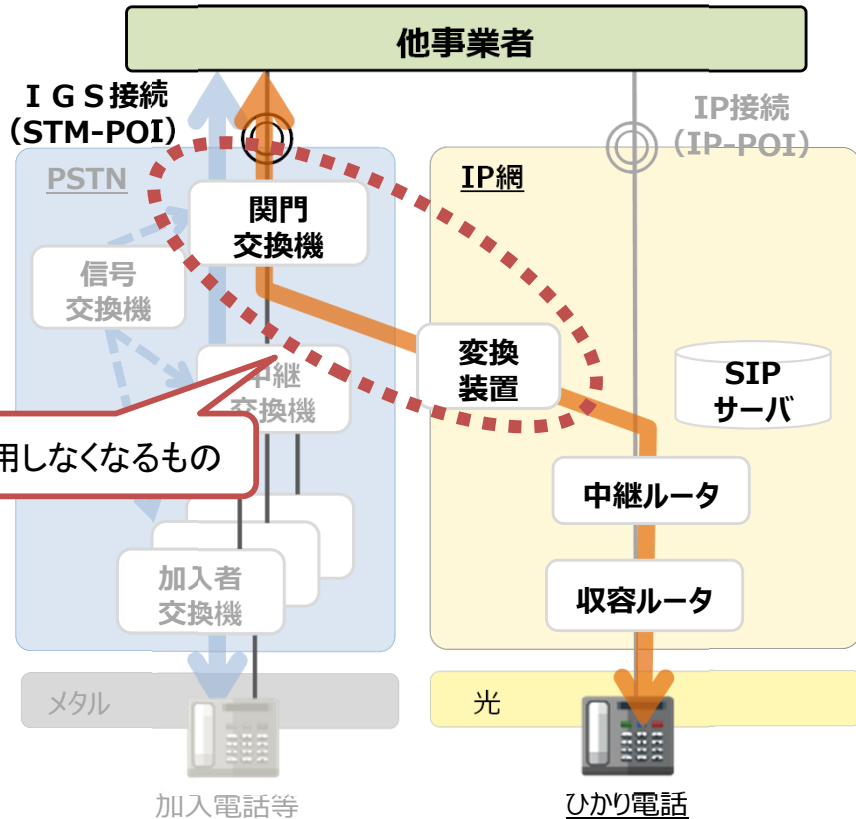 他事業者
ＩＧＳ接続
（STM-POI）
IP接続
（IP-POI）
PSTN
IP網
関門
交換機
信号
交換機
変換
装置
SIP
サーバ
中継
交換機
用しなくなるもの
中継ルータ
加入者
交換機
収容ルータ
メタル
光
加入電話等
ひかり電話